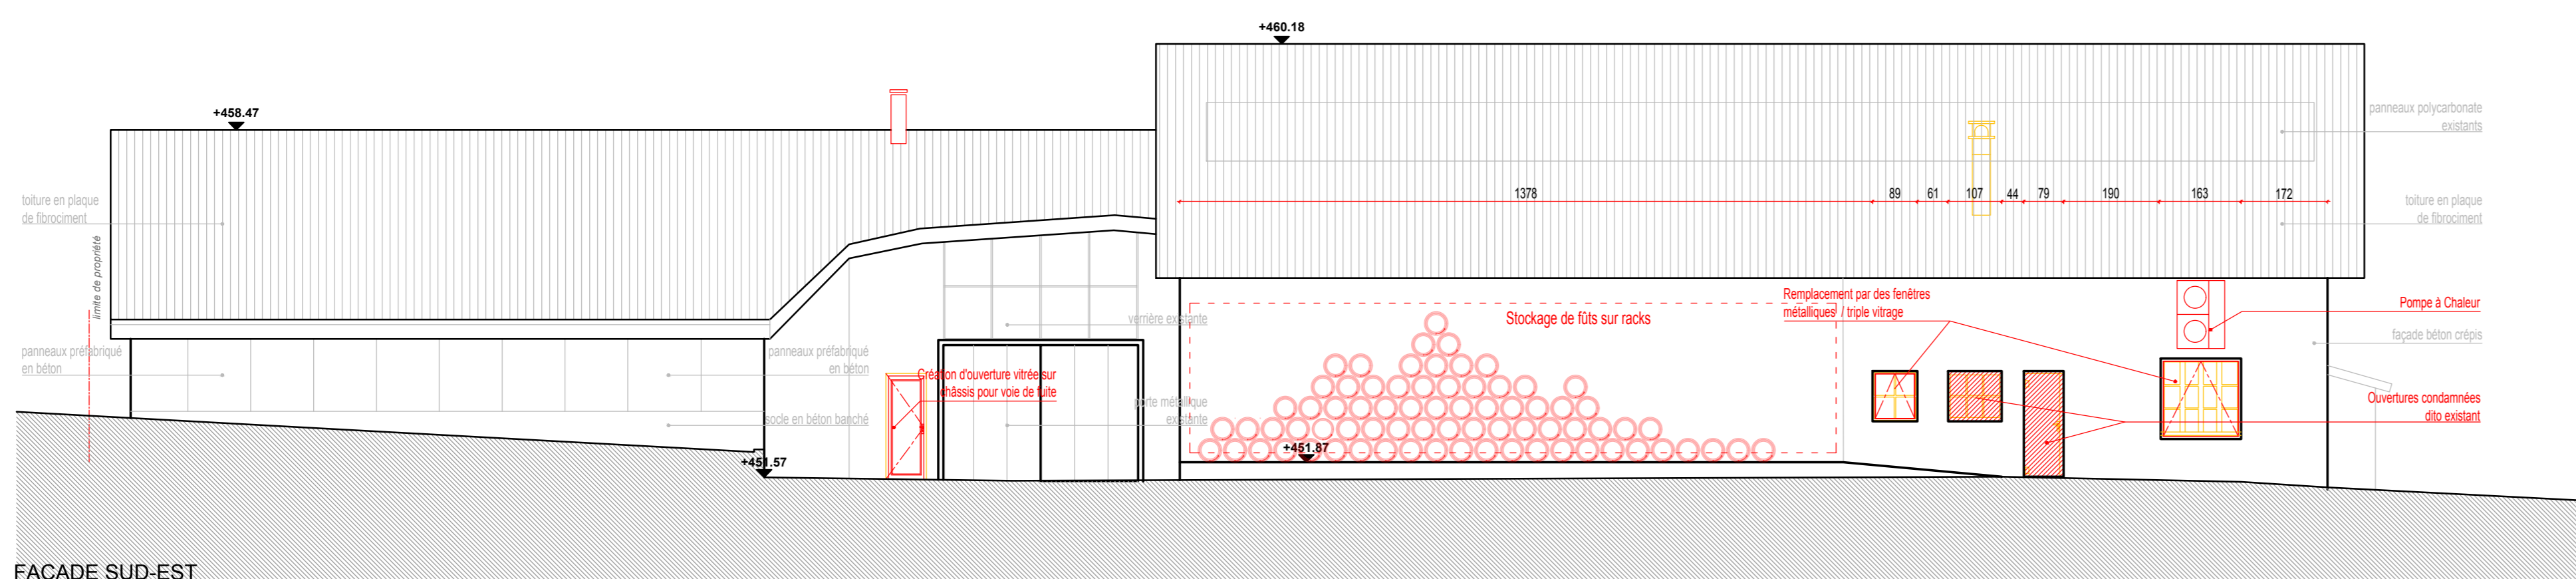 +460.18
+458.47
panneaux polycarbonate
existants
toiture en plaque
de fibrociment
limite de propriété
1378
89
61
107
44
79
190
163
172
toiture en plaque
de fibrociment
panneaux préfabriqué
en béton
panneaux préfabriqué
en béton
socle en béton banché
+451.57
Création d'ouverture vitrée sur
châssis pour voie de fuite
verrière existante
porte métallique
existante
Stockage de fûts sur racks
+451.87
Remplacement par des fenêtres
métalliques / triple vitrage
Pompe à Chaleur
façade béton crépis
Ouvertures condamnées
dito existant
FACADE SUD-EST